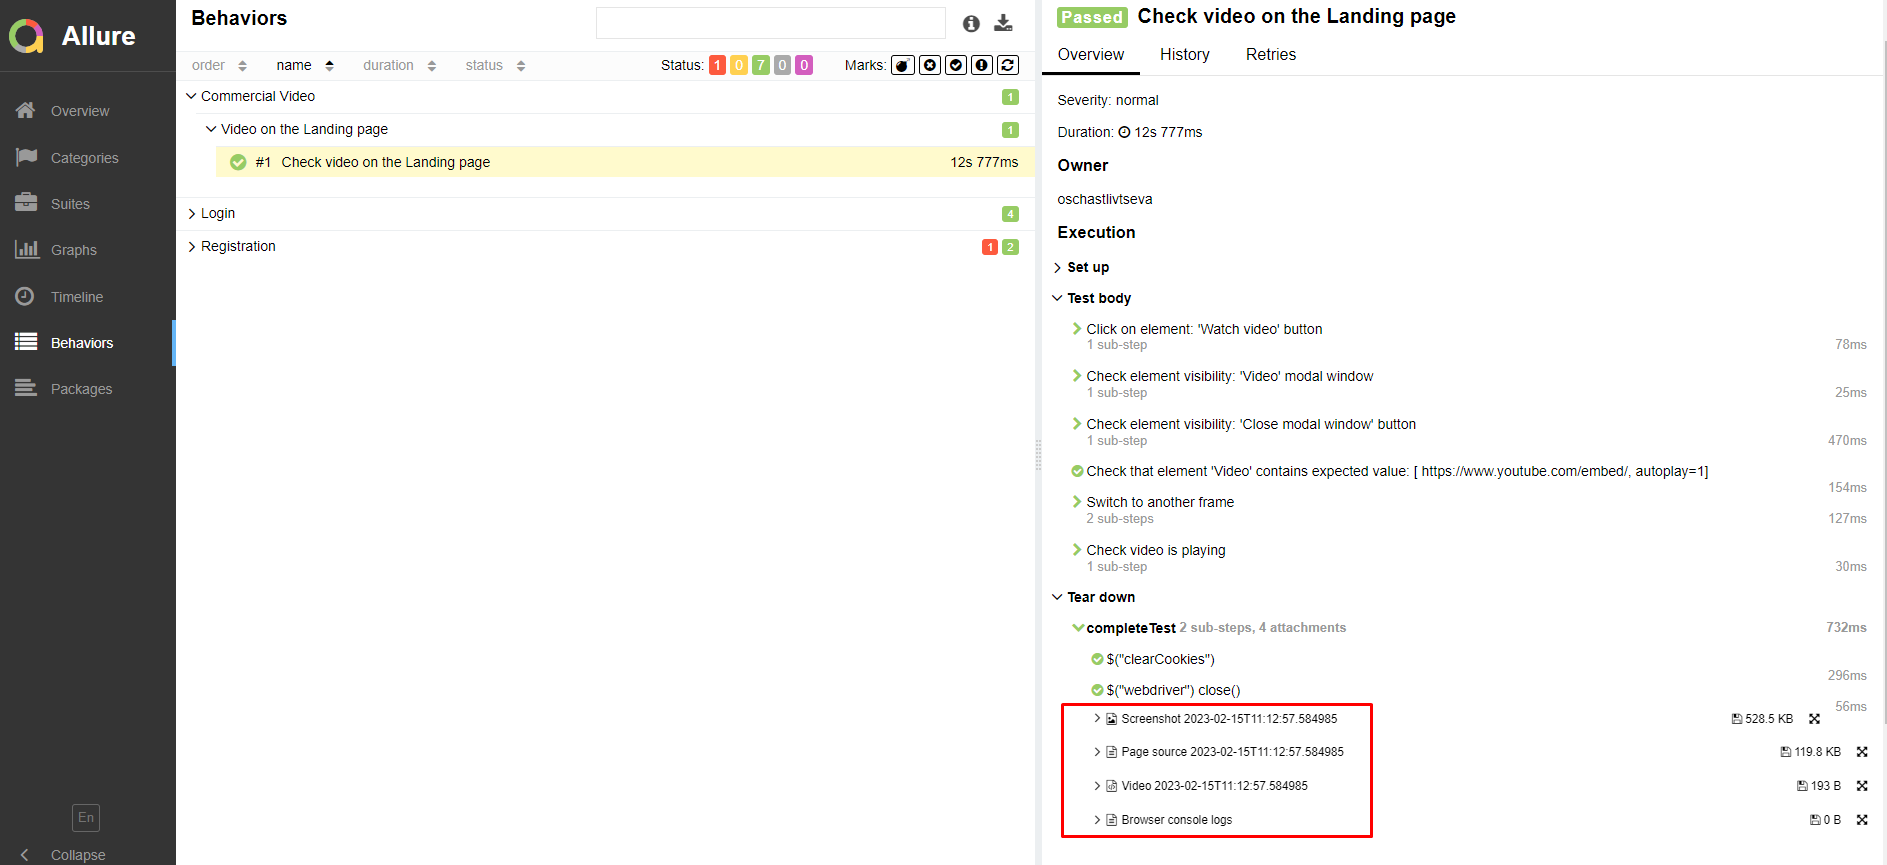 Allure
Overview
Categories
Suites
Graphs
Timeline
Behaviors
Packages
En
Collapse
Behaviors
order name duration status Status: 1 0 7 0 0 Marks:
Commercial Video 1
Video on the Landing page 1
#1 Check video on the Landing page 12s 777ms
Login 4
Registration 1 2
Passed Check video on the Landing page
Overview History Retries
Severity: normal
Duration: 12s 777ms
Owner
oschastlivtseva
Execution
Set up
Test body
Click on element: 'Watch video' button
1 sub-step 78ms
Check element visibility: 'Video' modal window
1 sub-step 25ms
Check element visibility: 'Close modal window' button
1 sub-step 470ms
Check that element 'Video' contains expected value: [ https://www.youtube.com/embed/, autoplay=1]
154ms
Switch to another frame
2 sub-steps 127ms
Check video is playing
1 sub-step 30ms
Tear down
completeTest 2 sub-steps, 4 attachments 732ms
$("clearCookies")
296ms
$("webdriver") close()
56ms
Screenshot 2023-02-15T11:12:57.584985 528.5 KB
Page source 2023-02-15T11:12:57.584985 119.8 KB
Video 2023-02-15T11:12:57.584985 193 B
Browser console logs 0 B